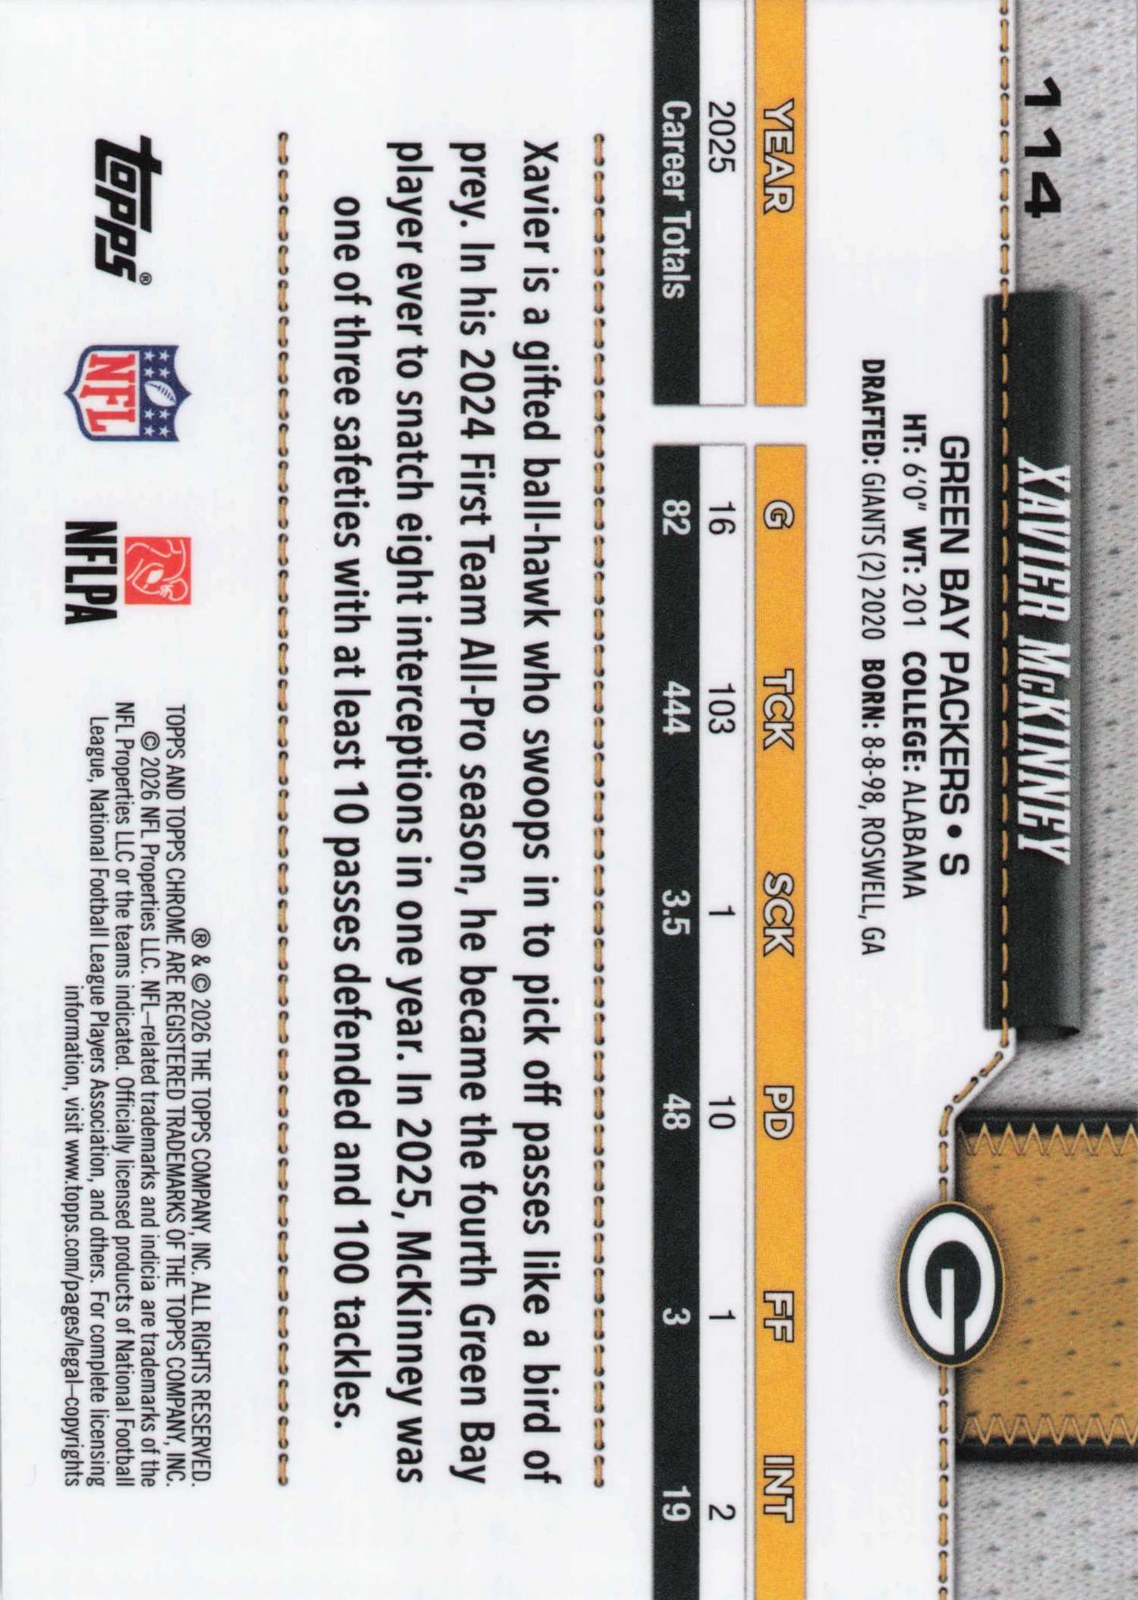 114
XAVIER McKINNEY
GREEN BAY PACKERS • S
HT: 6'0" WT: 201 COLLEGE: ALABAMA
DRAFTED: GIANTS (2) 2020 BORN: 8-8-98, ROSWELL, GA
YEAR G TCK SCK PD FF INT
2025 16 103 1 10 1 2
Career Totals 82 444 3.5 48 3 19
Xavier is a gifted ball-hawk who swoops in to pick off passes like a bird of
prey. In his 2024 First Team All-Pro season, he became the fourth Green Bay
player ever to snatch eight interceptions in one year. In 2025, McKinney was
one of three safeties with at least 10 passes defended and 100 tackles.
topps®
NFL
NFLPA
® & © 2026 THE TOPPS COMPANY, INC. ALL RIGHTS RESERVED.
TOPPS AND TOPPS CHROME ARE REGISTERED TRADEMARKS OF THE TOPPS COMPANY, INC.
© 2026 NFL Properties LLC. NFL-related trademarks and indicia are trademarks of the
NFL Properties LLC or the teams indicated. Officially licensed products of National Football
League, National Football League Players Association, and others. For complete licensing
information, visit www.topps.com/pages/legal-copyrights
G